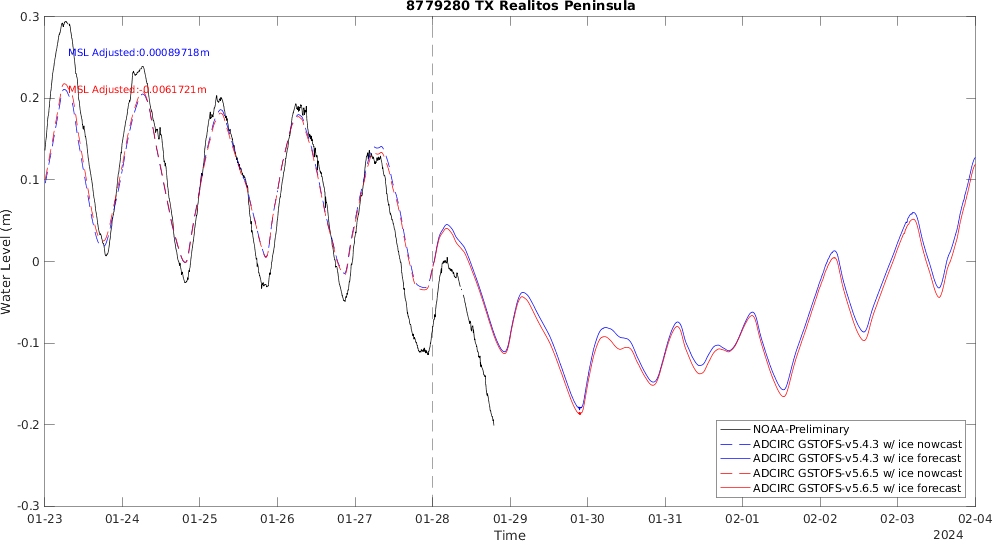 8779280 TX Realitos Peninsula
MSL Adjusted:0.00089718m
MSL Adjusted:-0.0061721m
Water Level (m)
0.3
0.2
0.1
0
-0.1
-0.2
-0.3
NOAA-Preliminary
ADCIRC GSTOFS-v5.4.3 w/ ice nowcast
ADCIRC GSTOFS-v5.4.3 w/ ice forecast
ADCIRC GSTOFS-v5.6.5 w/ ice nowcast
ADCIRC GSTOFS-v5.6.5 w/ ice forecast
01-23 01-24 01-25 01-26 01-27 01-28 01-29 01-30 01-31 02-01 02-02 02-03 02-04
Time
2024